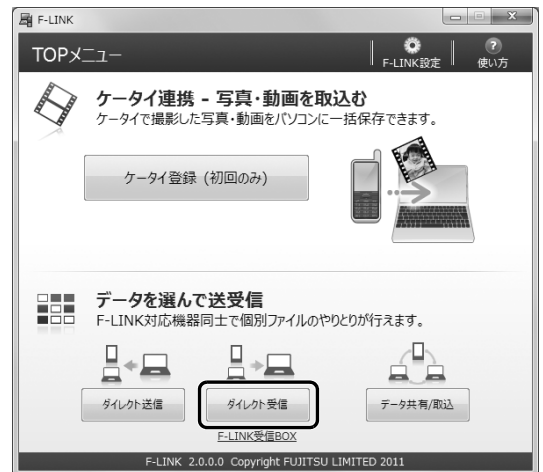 F-LINK
TOPメニュー
F-LINK設定
?
使い方
ケータイ連携 - 写真・動画を取込む
ケータイで撮影した写真・動画をパソコンに一括保存できます。
ケータイ登録 (初回のみ)
データを選んで送受信
F-LINK対応機器同士で個別ファイルのやりとりが行えます。
ダイレクト送信
ダイレクト受信
データ共有/取込
F-LINK受信BOX
F-LINK 2.0.0.0 Copyright FUJITSU LIMITED 2011